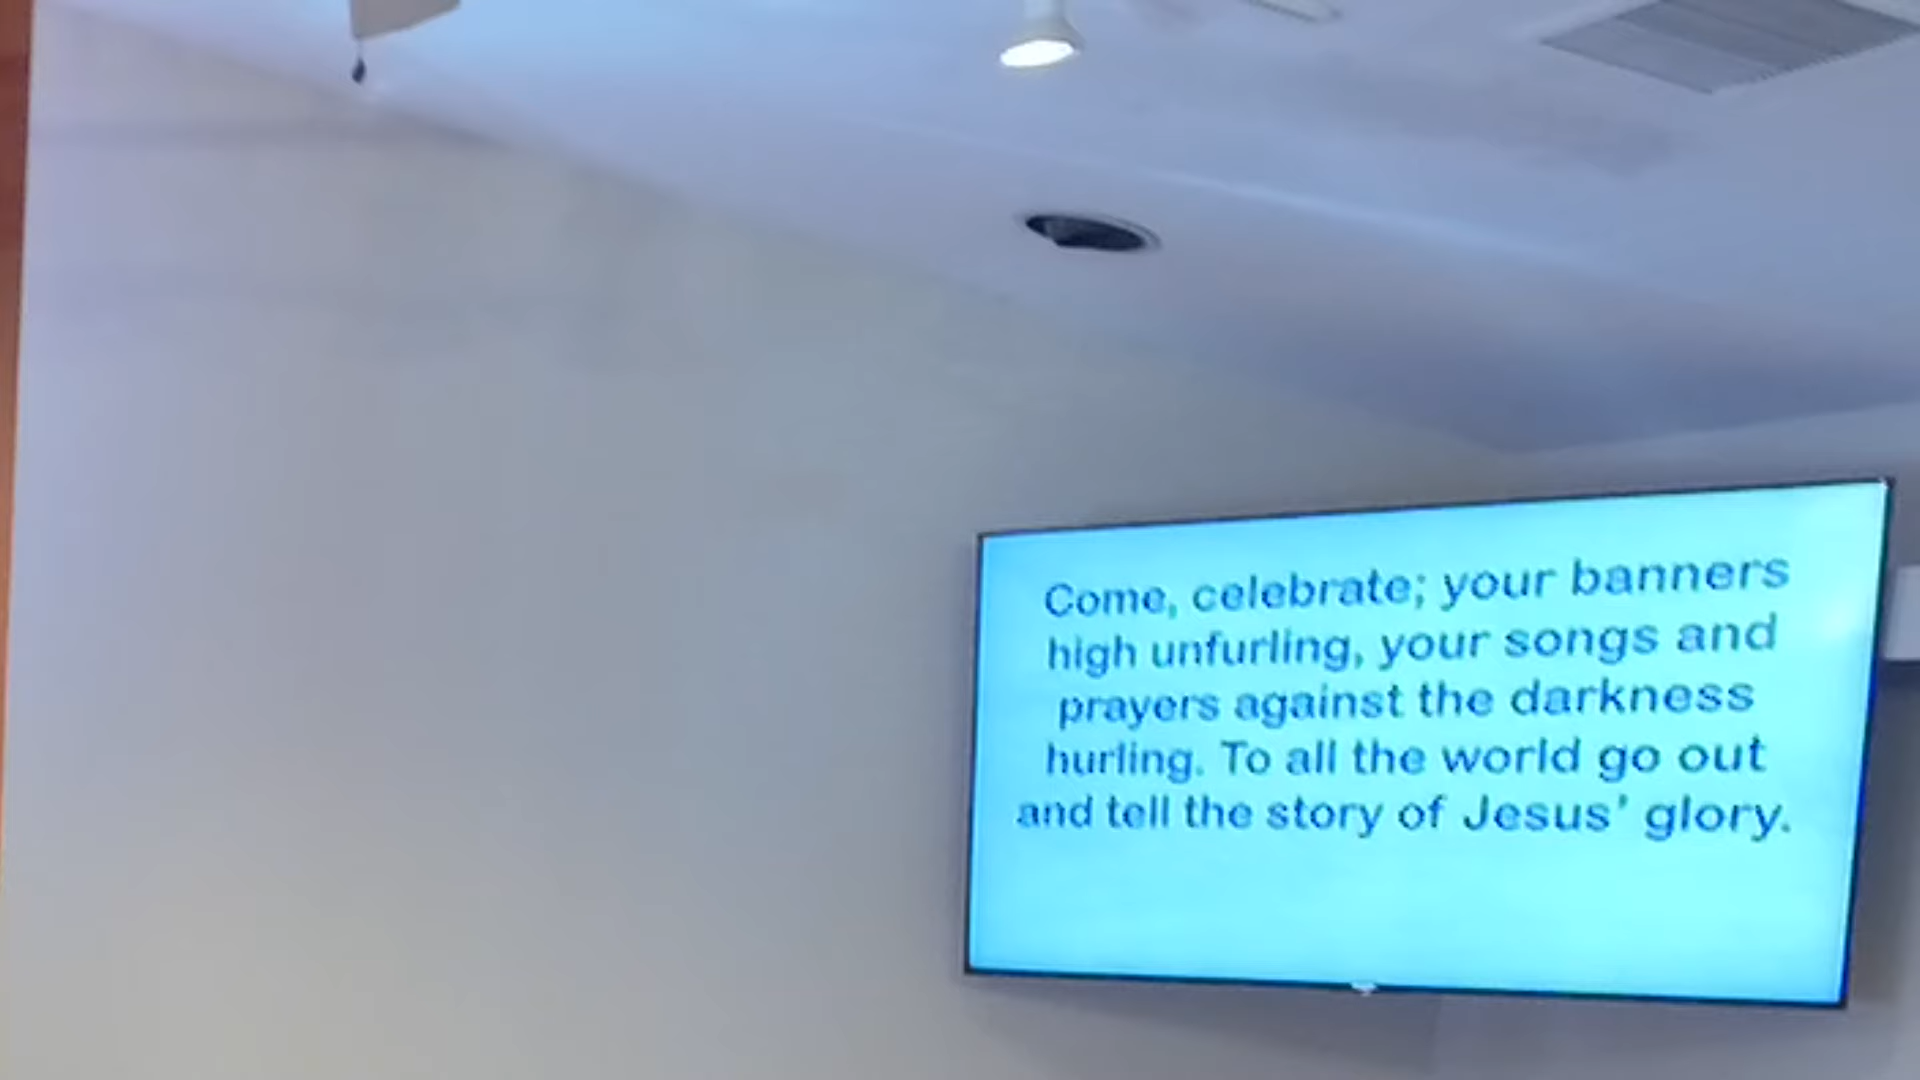 Come, celebrate; your banners
high unfurling, your songs and
prayers against the darkness
hurling. To all the world go out
and tell the story of Jesus’ glory.